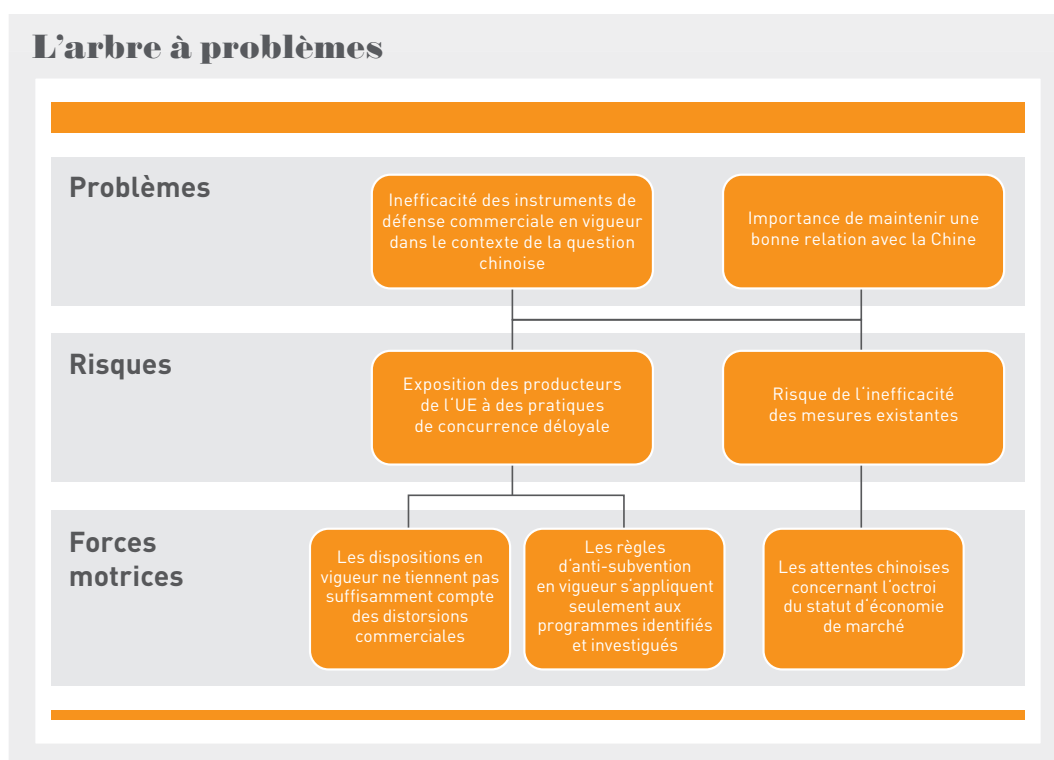 L'arbre à problèmes
Problèmes
Inefficacité des instruments de
défense commerciale en vigueur
dans le contexte de la question
chinoise
Importance de maintenir une
bonne relation avec la Chine
Risques
Exposition des producteurs
de l'UE à des pratiques
de concurrence déloyale
Risque de l'inefficacité
des mesures existantes
Forces
motrices
Les dispositions en
vigueur ne tiennent pas
suffisamment compte
des distorsions
commerciales
Les règles
d'anti-subvention
en vigueur s'appliquent
seulement aux
programmes identifiés
et investigués
Les attentes chinoises
concernant l'octroi
du statut d'économie
de marché